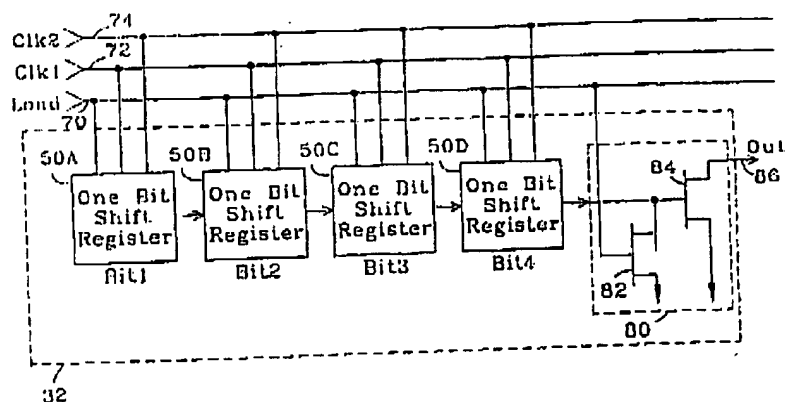 Clk2
74
Clk1
72
Load
70
50A
50B
50C
50D
Out
84
86
One Bit
Shift
Register
One Bit
Shift
Register
One Bit
Shift
Register
One Bit
Shift
Register
Bit1
Bit2
Bit3
Bit4
82
80
32